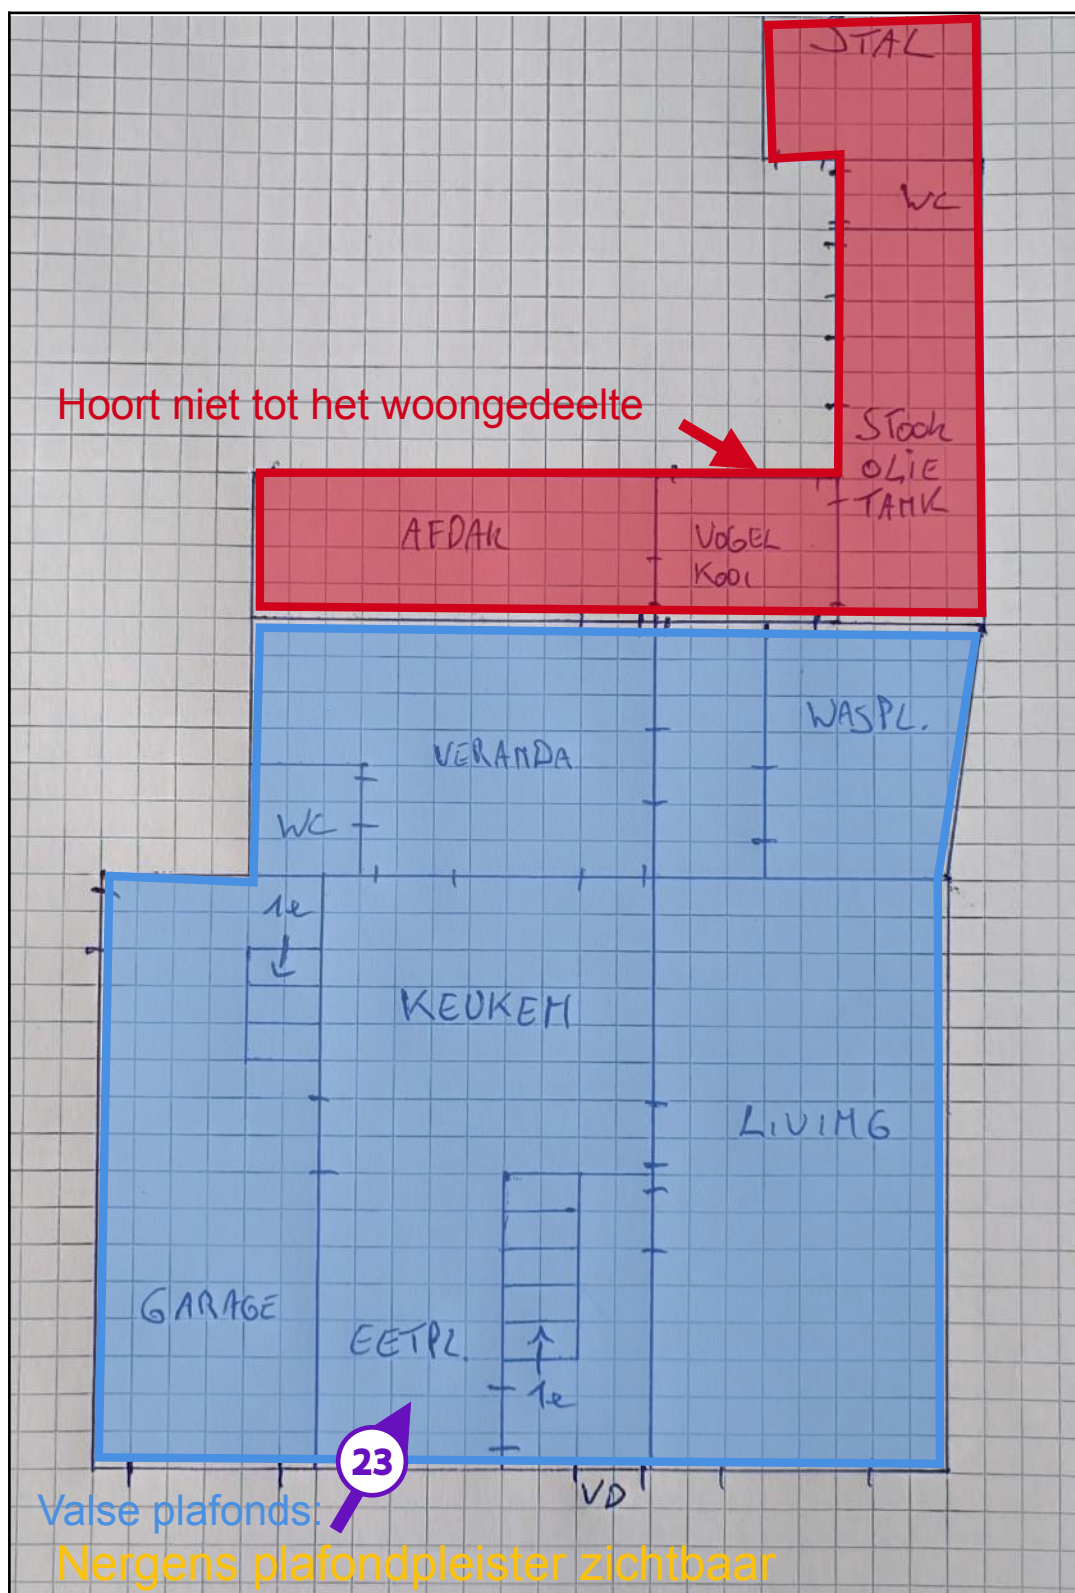 STAL
WC
Hoort niet tot het woongedeelte
STOOK
OLIE
TANK
AFDAK
VOGEL
KOOI
WASPL.
VERANDA
WC
1e
KEUKEN
LIVING
GARAGE
EETPL.
1e
23
VD
Valse plafonds:
Nergens plafondpleister zichtbaar